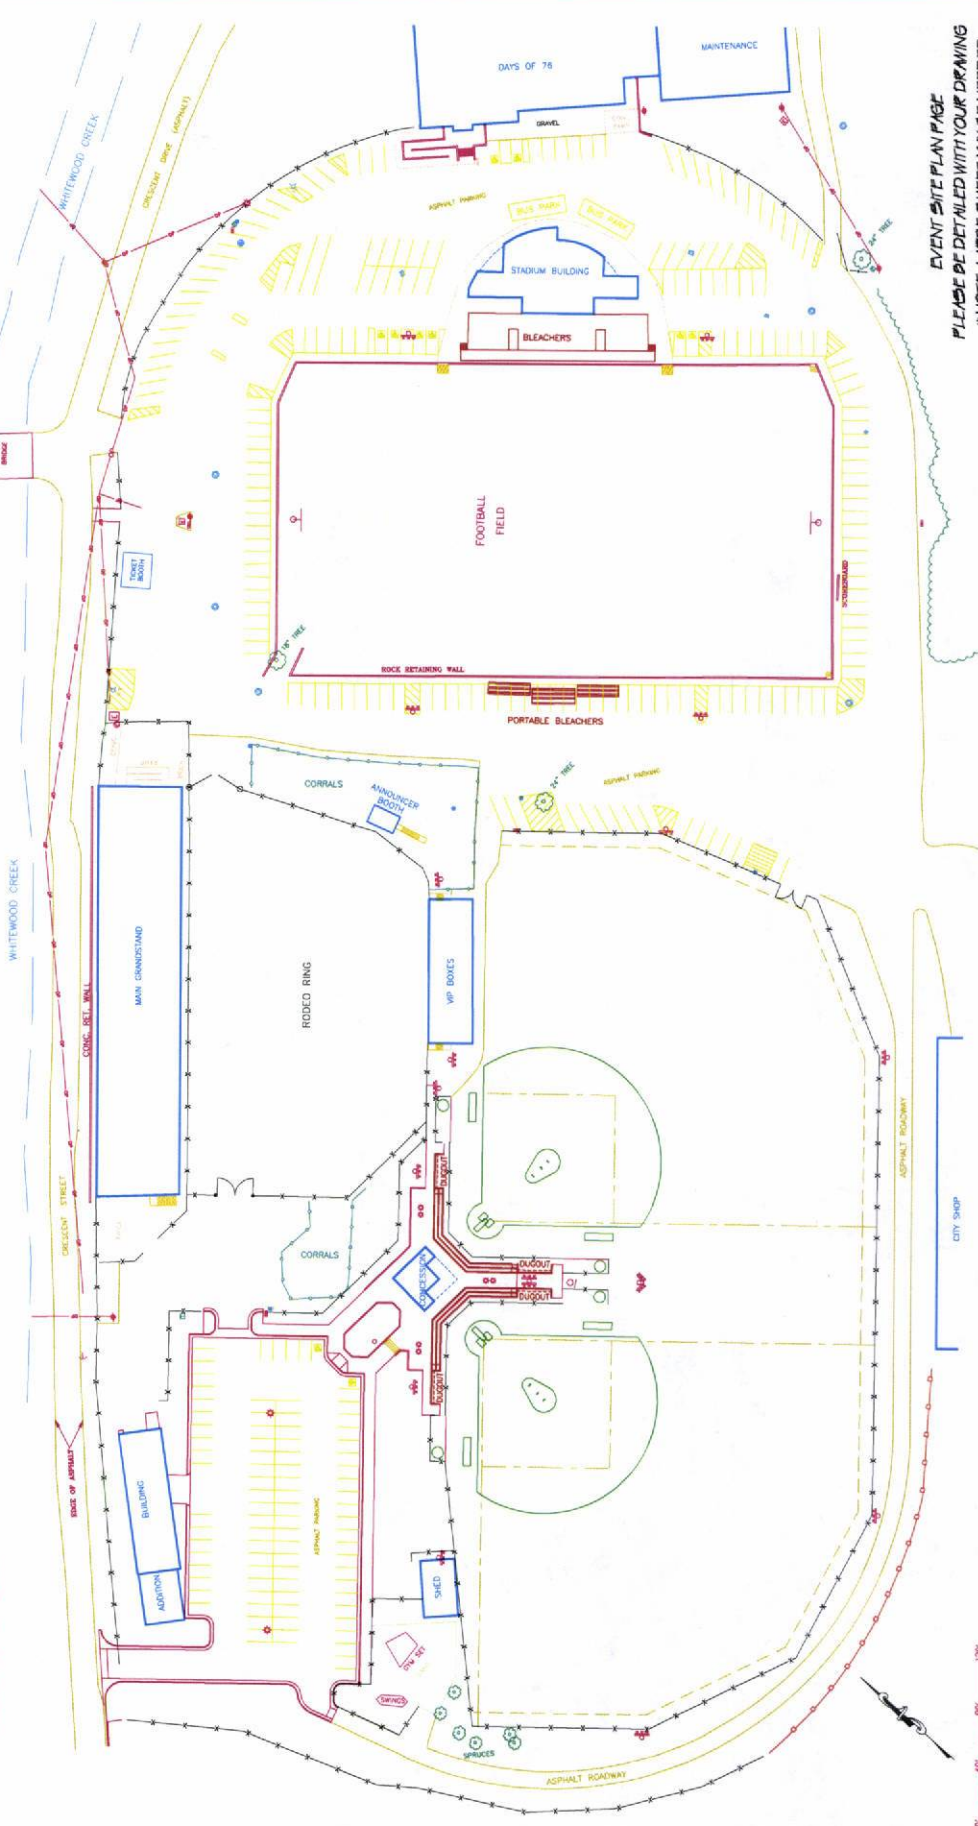 MAINTENANCE
DAYS OF 76
EVENT SITE PLAN PAGE
PLEASE BE DETAILED WITH YOUR DRAWING
WHITEWOOD CREEK
CRESCENT DRIVE (ASPHALT)
GRAVEL
ASPHALT PARKING
BUS PARK
BUS PARK
24" TREE
STADIUM BUILDING
BLEACHERS
BRIDGE
FOOTBALL
FIELD
TICKET
BOOTH
SCOREBOARD
18" TREE
ROCK RETAINING WALL
PORTABLE BLEACHERS
CORRALS
ANNOUNCER
BOOTH
24" TREE
ASPHALT PARKING
WHITEWOOD CREEK
MAIN GRANDSTAND
CONC. RET. WALL
RODEO RING
VIP BOXES
ASPHALT ROADWAY
CITY SHOP
CRESCENT STREET
DUGOUT
CORRALS
CONCESSION
DUGOUT
DUGOUT
DUGOUT
EDGE OF ASPHALT
BUILDING
ADDITION
ASPHALT PARKING
SHED
GYM SET
SWINGS
SPRUCES
ASPHALT ROADWAY